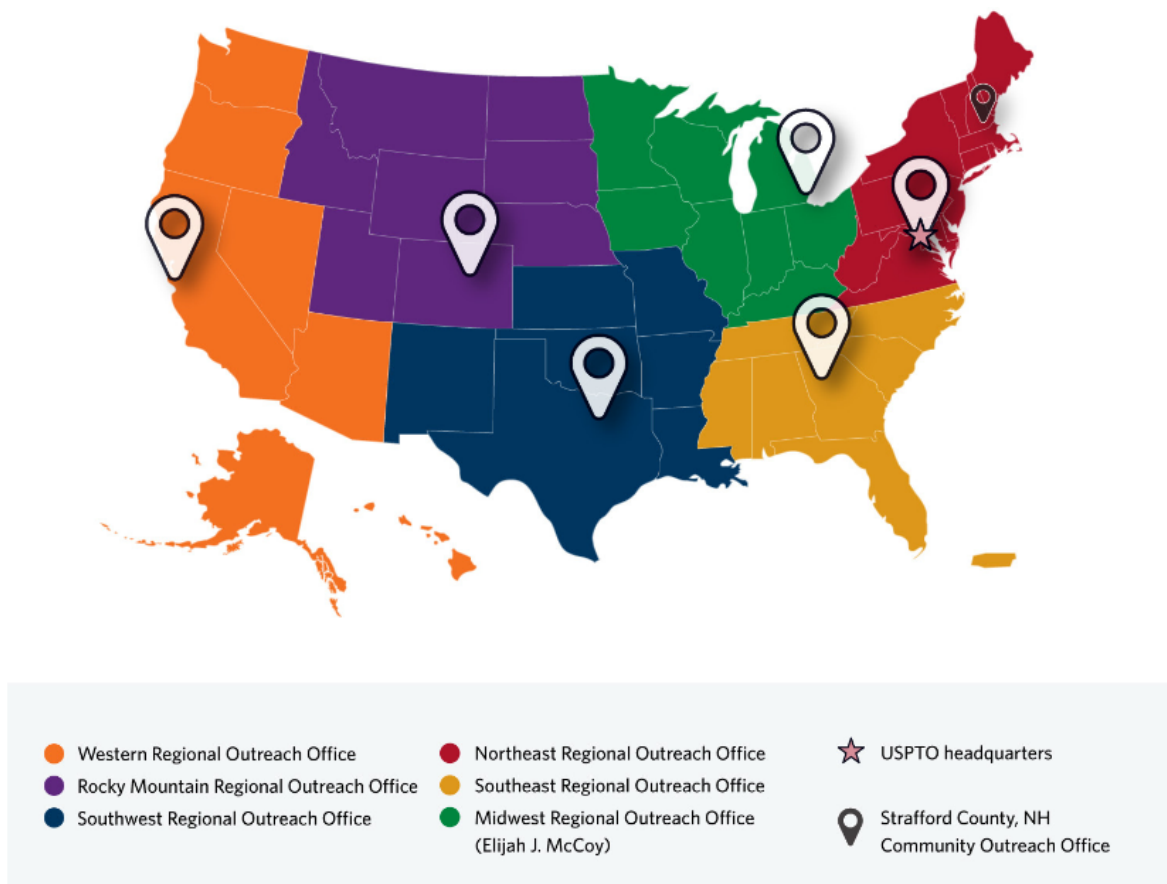 Western Regional Outreach Office
Rocky Mountain Regional Outreach Office
Southwest Regional Outreach Office
Northeast Regional Outreach Office
Southeast Regional Outreach Office
Midwest Regional Outreach Office
(Elijah J. McCoy)
USPTO headquarters
Strafford County, NH
Community Outreach Office